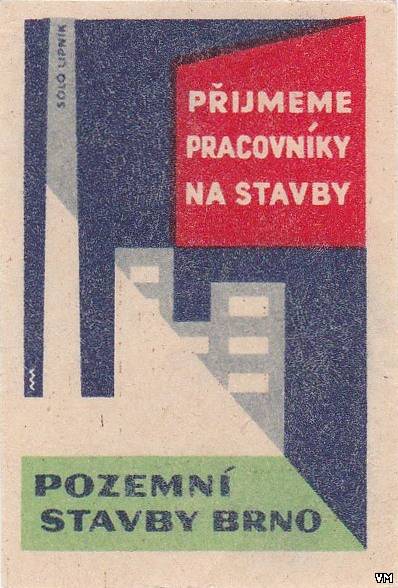 SOLO LIPNÍK
PŘIJMEME
PRACOVNÍKY
NA STAVBY
POZEMNÍ
STAVBY BRNO
VM